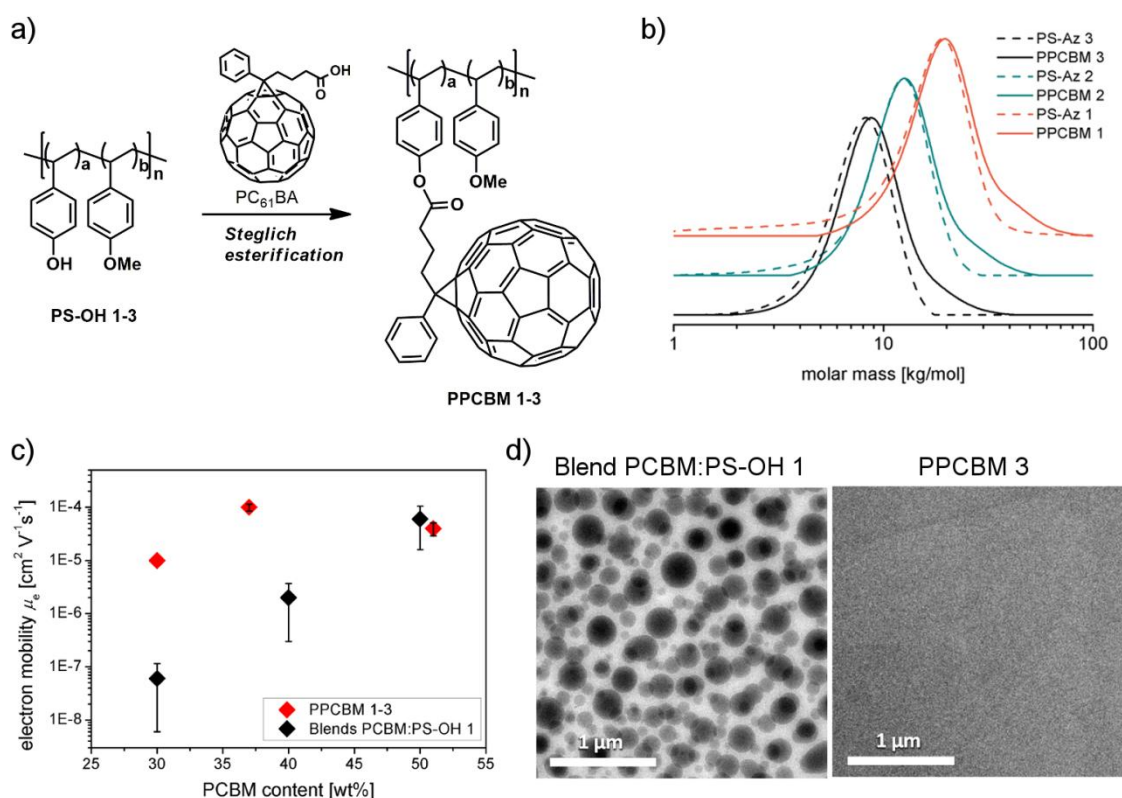 a)
OH
O
PC61BA
Steglich
esterification
a
b
n
OH
OMe
PS-OH 1-3
a
b
n
O
OMe
O
PPCBM 1-3
b)
PS-Az 3
PPCBM 3
PS-Az 2
PPCBM 2
PS-Az 1
PPCBM 1
1 10 100
molar mass [kg/mol]
c)
electron mobility μe [cm² V⁻¹s⁻¹]
1E-4
1E-5
1E-6
1E-7
1E-8
PPCBM 1-3
Blends PCBM:PS-OH 1
25 30 35 40 45 50 55
PCBM content [wt%]
d)
Blend PCBM:PS-OH 1 PPCBM 3
1 µm 1 µm